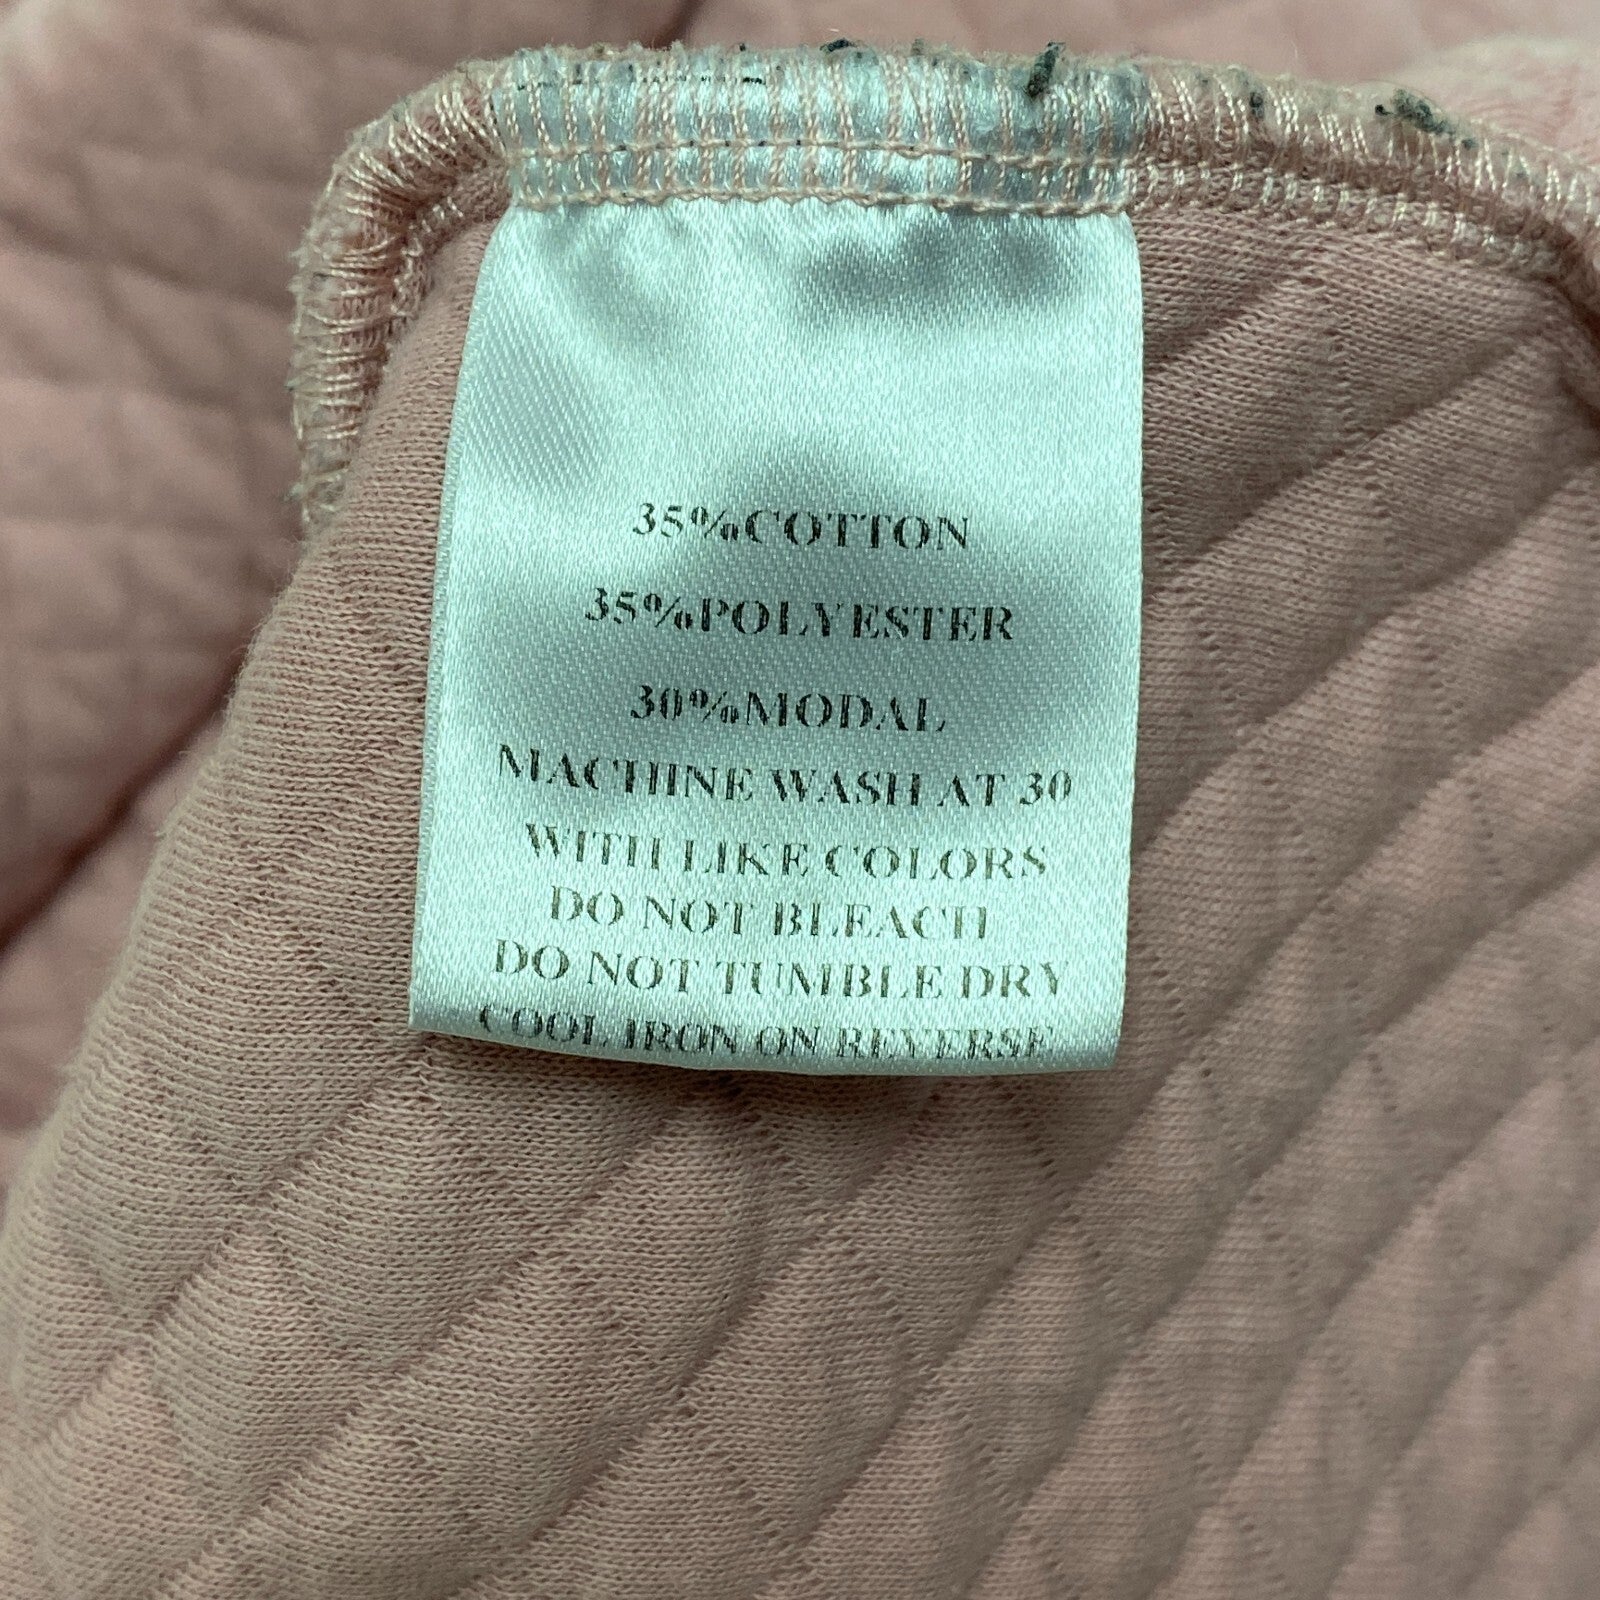 35%COTTON
35%POLYESTER
30%MODAL
MACHINE WASH AT 30
WITH LIKE COLORS
DO NOT BLEACH
DO NOT TUMBLE DRY
COOL IRON ON REVERSE